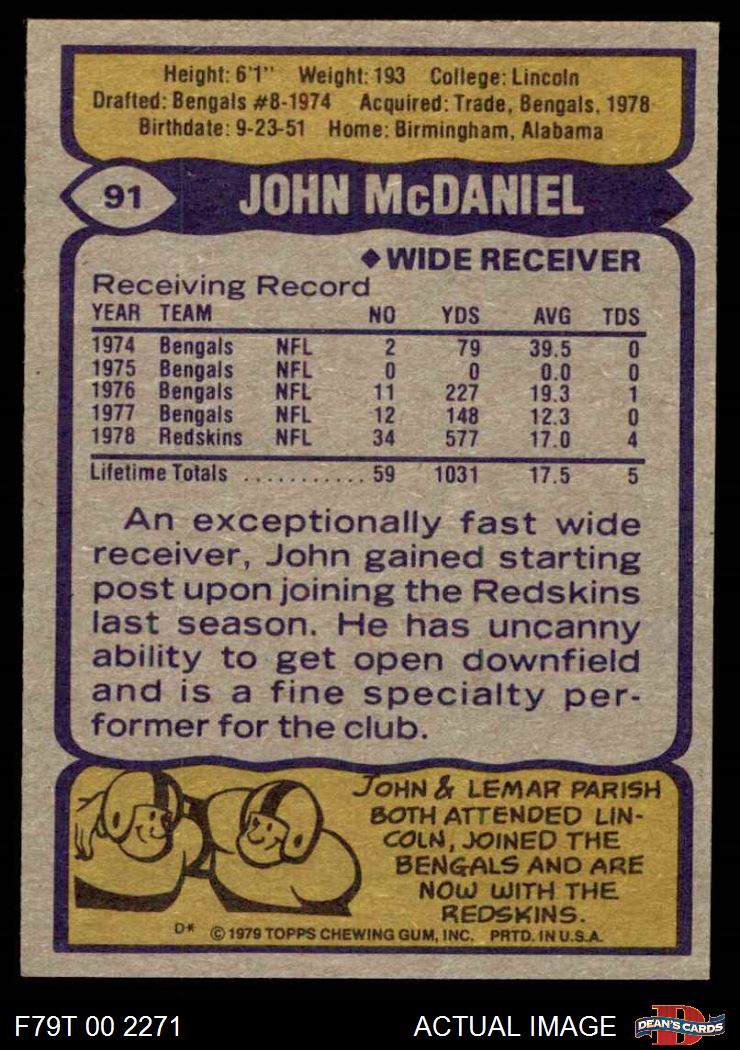 Height: 6'1" Weight: 193 College: Lincoln
Drafted: Bengals #8-1974 Acquired: Trade, Bengals, 1978
Birthdate: 9-23-51 Home: Birmingham, Alabama
91 JOHN McDANIEL
◆WIDE RECEIVER
Receiving Record
YEAR TEAM NO YDS AVG TDS
1974 Bengals NFL 2 79 39.5 0
1975 Bengals NFL 0 0 0.0 0
1976 Bengals NFL 11 227 19.3 1
1977 Bengals NFL 12 148 12.3 0
1978 Redskins NFL 34 577 17.0 4
Lifetime Totals ........... 59 1031 17.5 5
An exceptionally fast wide
receiver, John gained starting
post upon joining the Redskins
last season. He has uncanny
ability to get open downfield
and is a fine specialty per-
former for the club.
JOHN & LEMAR PARISH
BOTH ATTENDED LIN-
COLN, JOINED THE
BENGALS AND ARE
NOW WITH THE
REDSKINS.
D* © 1979 TOPPS CHEWING GUM, INC. PRTD. IN U.S.A.
F79T 00 2271 ACTUAL IMAGE D DEAN'S CARDS